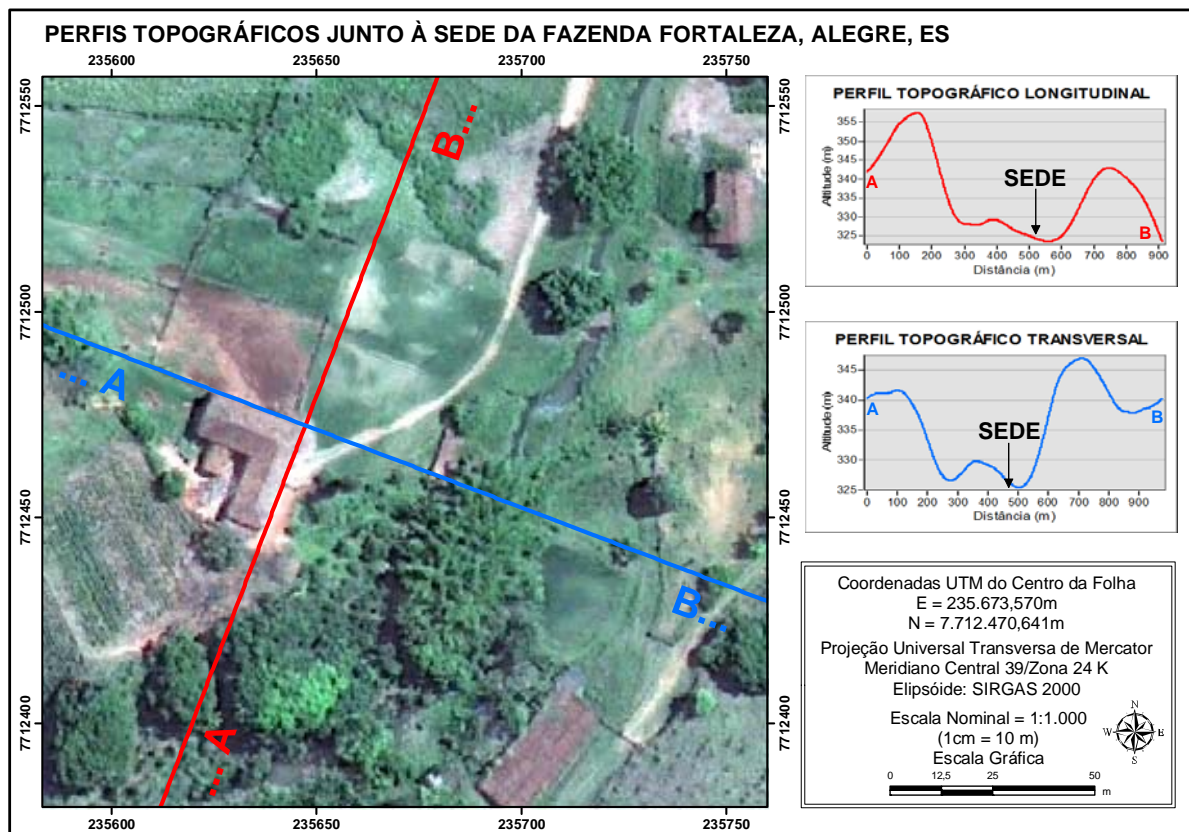 PERFIS TOPOGRÁFICOS JUNTO À SEDE DA FAZENDA FORTALEZA, ALEGRE, ES
235600 235650 235700 235750
7712550 7712550
7712500 7712500
7712450 7712450
7712400 7712400
B....
... A
B...
... A
235600 235650 235700 235750
PERFIL TOPOGRÁFICO LONGITUDINAL
Altitude (m)
355
350
345
340
335
330
325
A
SEDE
B
0 100 200 300 400 500 600 700 800 900
Distância (m)
PERFIL TOPOGRÁFICO TRANSVERSAL
Altitude (m)
345
340
335
330
325
A
SEDE
B
0 100 200 300 400 500 600 700 800 900
Distância (m)
Coordenadas UTM do Centro da Folha
E = 235.673,570m
N = 7.712.470,641m
Projeção Universal Transversa de Mercator
Meridiano Central 39/Zona 24 K
Elipsóide: SIRGAS 2000
Escala Nominal = 1:1.000
(1cm = 10 m)
Escala Gráfica
0 12,5 25 50
m
N
W E
S